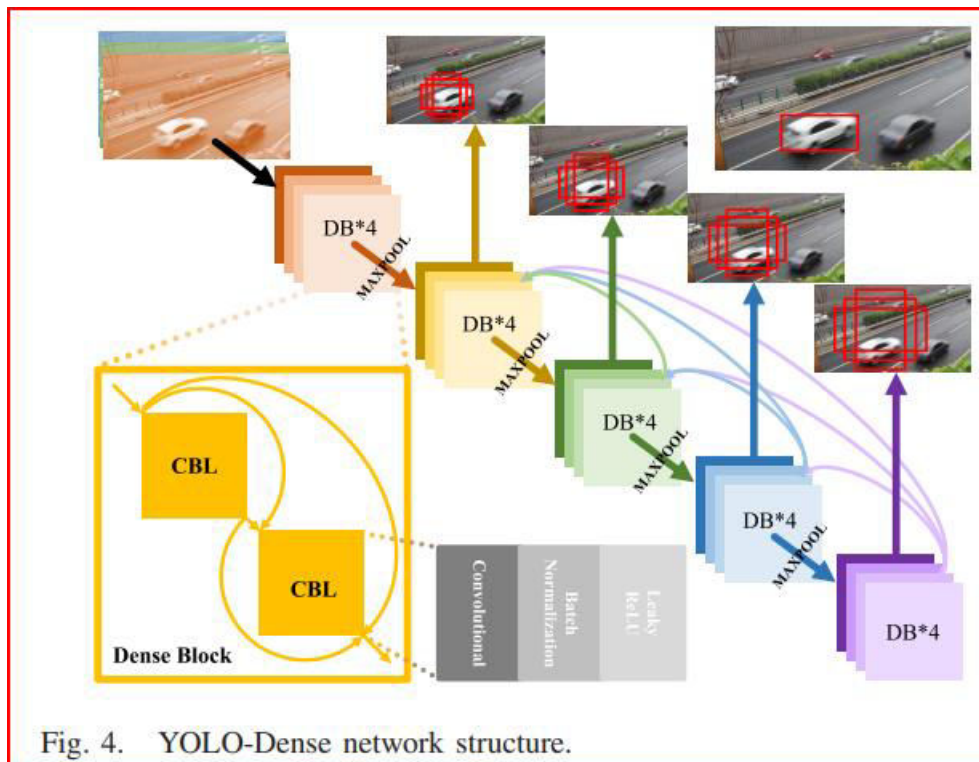 DB*4
MAXPOOL
DB*4
MAXPOOL
DB*4
MAXPOOL
DB*4
MAXPOOL
DB*4
CBL
CBL
Dense Block
Convolutional
Batch
Normalization
Leaky
ReLU
Fig. 4. YOLO-Dense network structure.